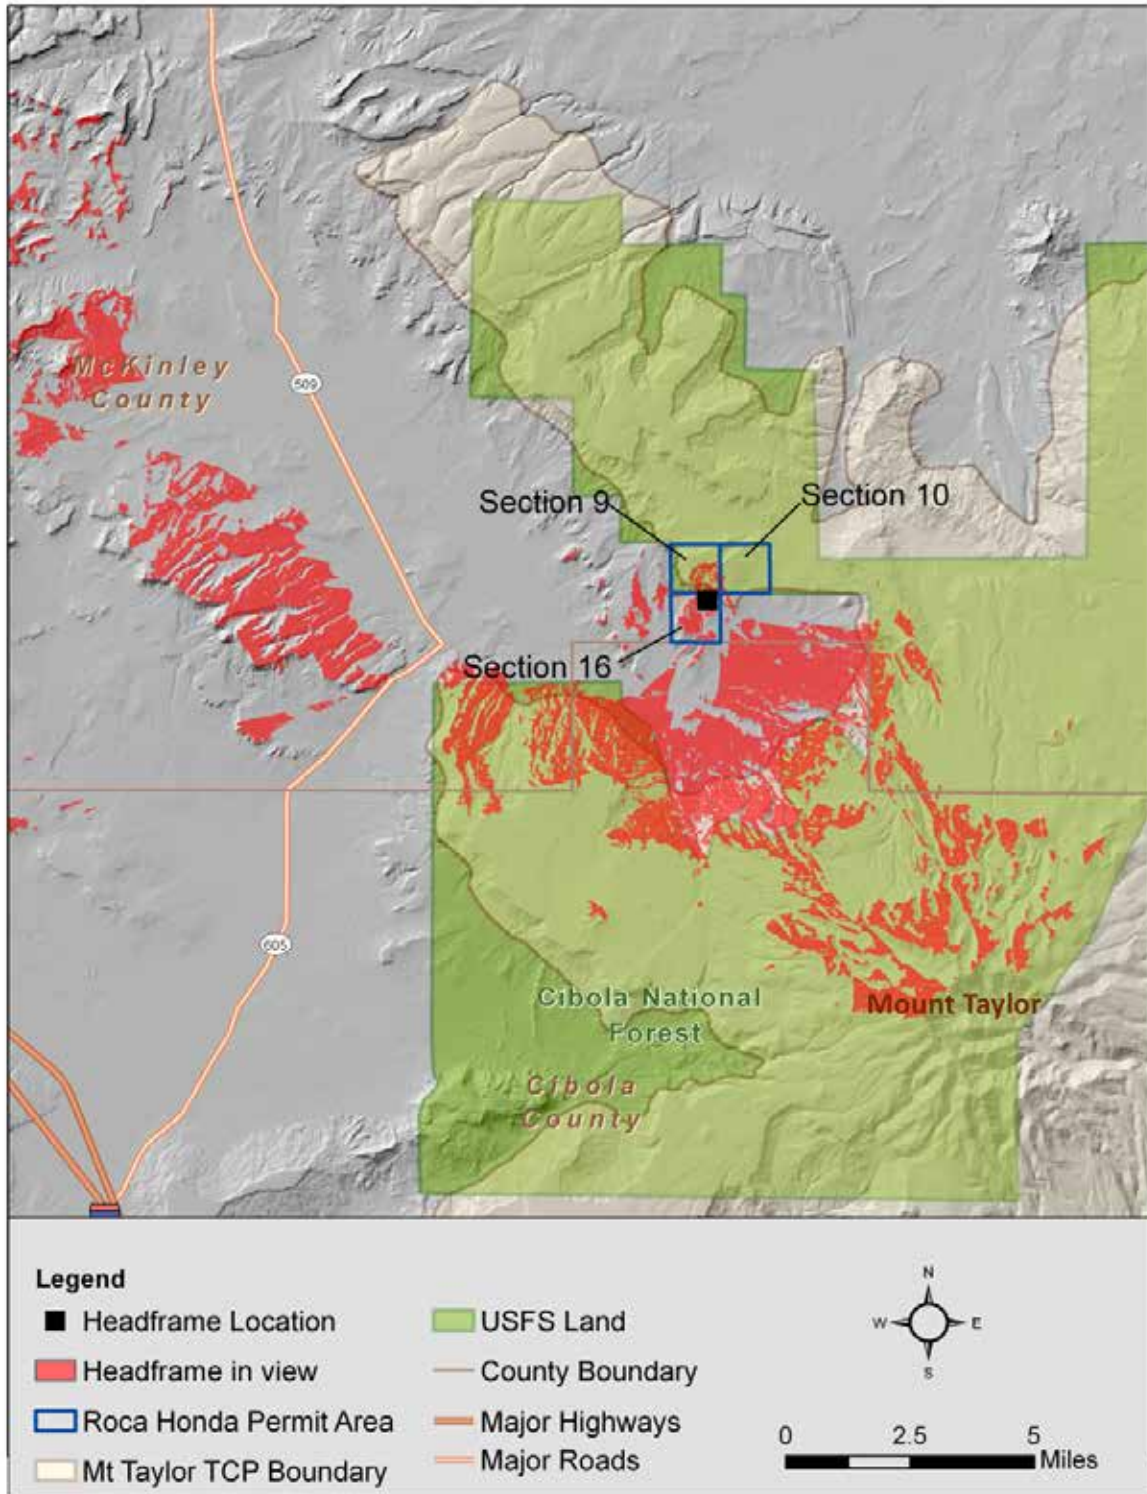 McKinley
County
509
Section 9
Section 10
Section 16
605
Cibola National
Forest
Mount Taylor
Cibola
County
Legend
Headframe Location
Headframe in view
Roca Honda Permit Area
Mt Taylor TCP Boundary
USFS Land
County Boundary
Major Highways
Major Roads
N
W
E
S
0
2.5
5
Miles